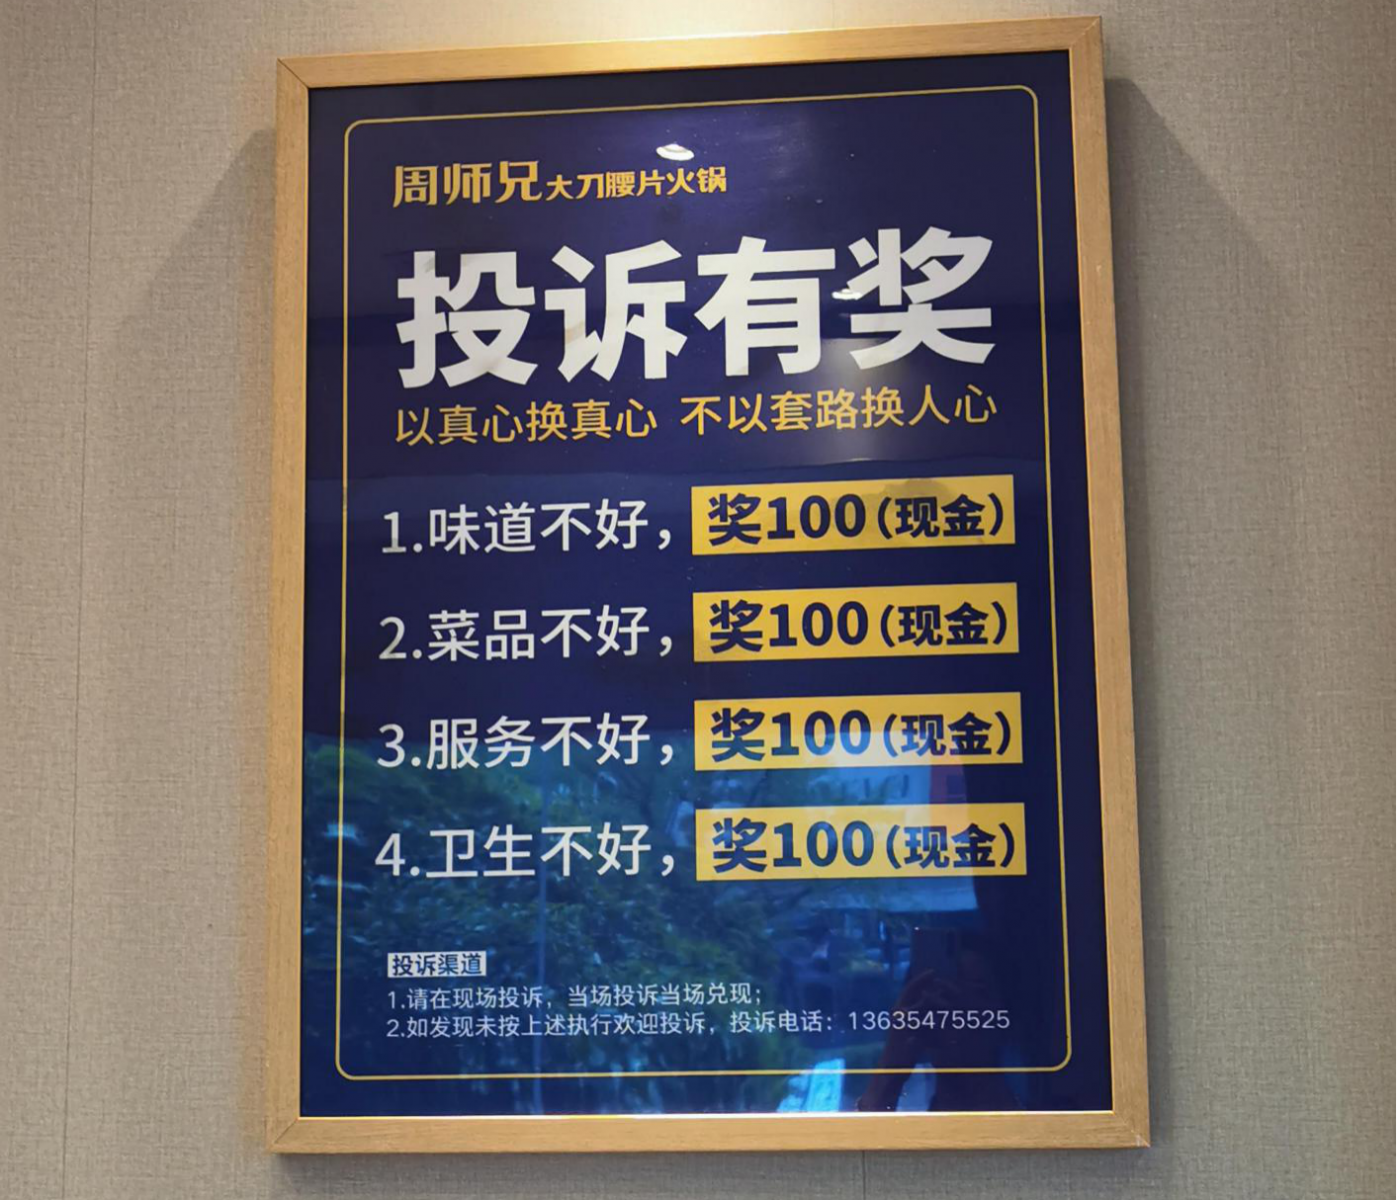 周师兄大刀腰片火锅
投诉有奖
以真心换真心 不以套路换人心
1.味道不好，奖100（现金）
2.菜品不好，奖100（现金）
3.服务不好，奖100（现金）
4.卫生不好，奖100（现金）
投诉渠道
1.请在现场投诉，当场投诉当场兑现；
2.如发现未按上述执行欢迎投诉，投诉电话：13635475525